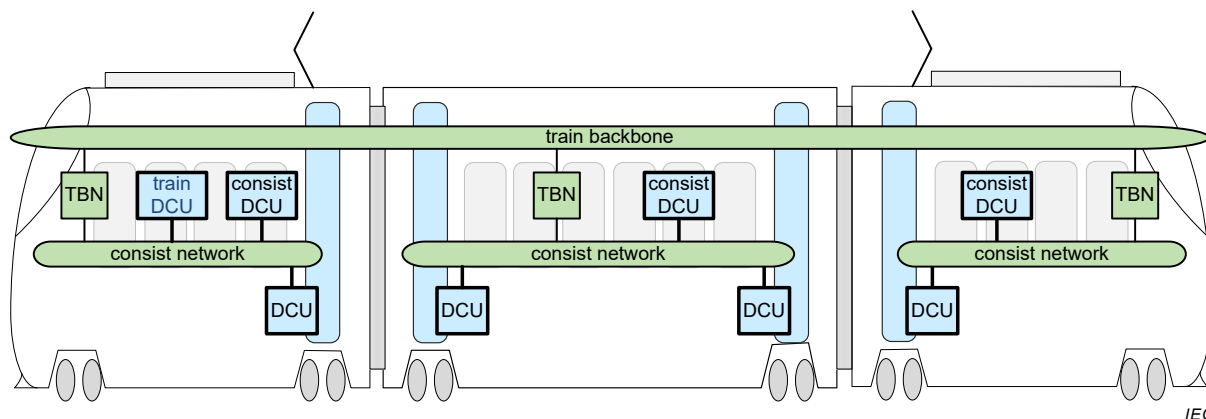 train backbone
TBN
train
DCU
consist
DCU
TBN
consist
DCU
consist
DCU
TBN
consist network
consist network
consist network
DCU
DCU
DCU
DCU
IEC